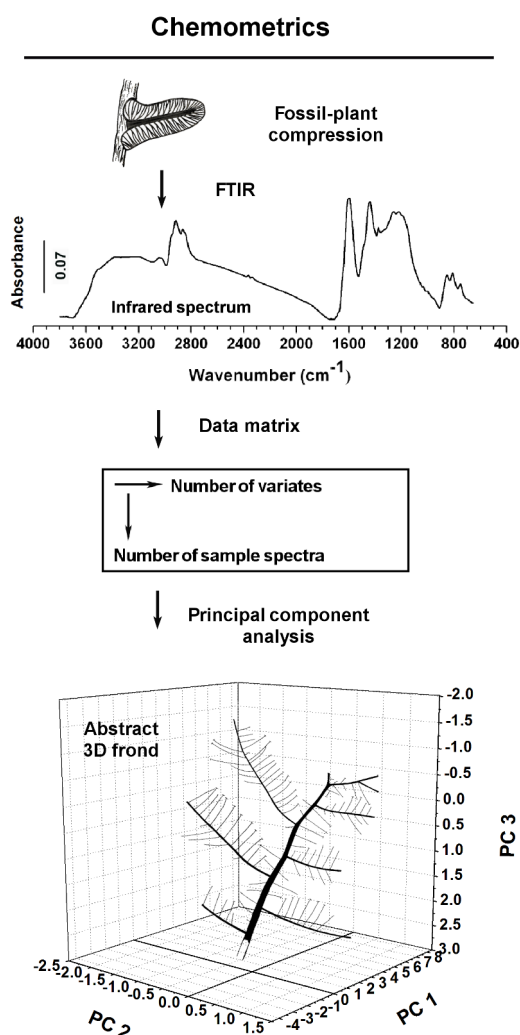 Chemometrics
Fossil-plant
compression
FTIR
Absorbance
0.07
Infrared spectrum
4000 3600 3200 2800 2400 2000 1600 1200 800 400
Wavenumber (cm-1)
Data matrix
Number of variates
Number of sample spectra
Principal component
analysis
Abstract
3D frond
-2.0
-1.5
-1.0
-0.5
0.0
0.5
1.0
1.5
2.0
2.5
3.0
PC 3
-2.5 -2.0 -1.5 -1.0 -0.5 0.0 0.5 1.0 1.5
PC 2
-4 -3 -2 -1 0 1 2 3 4 5 6 7 8
PC 1